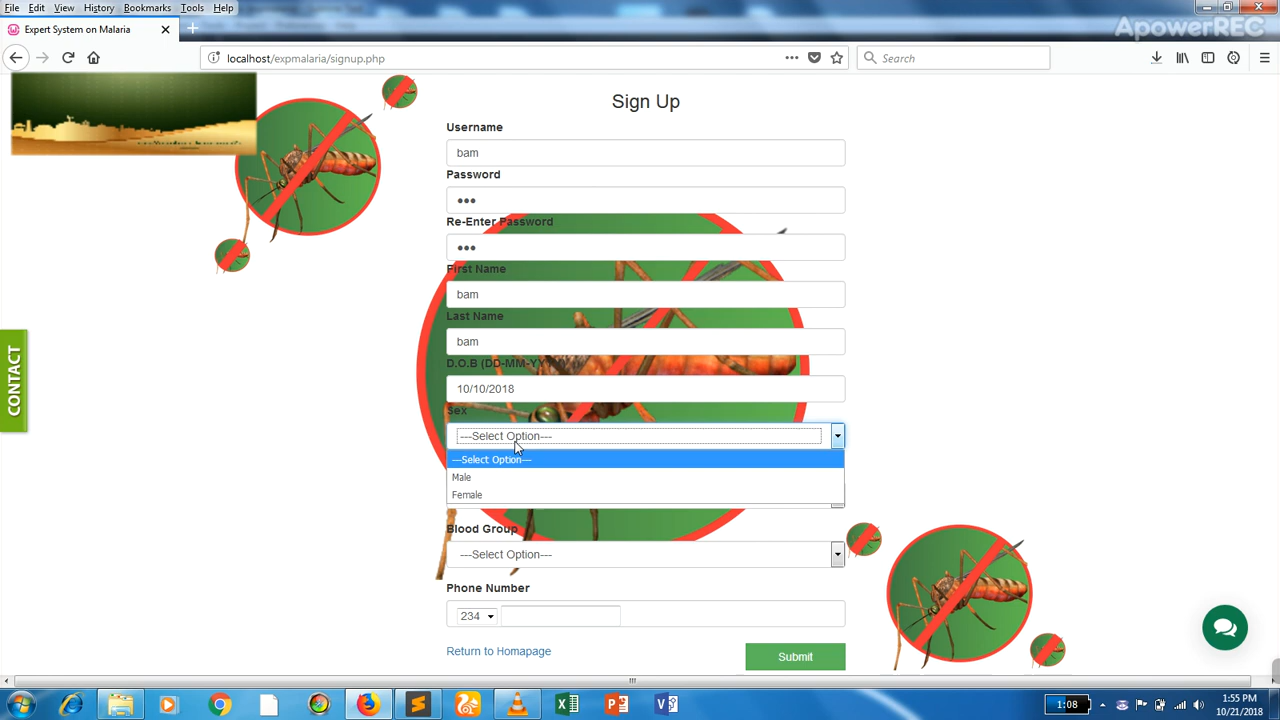 File Edit View History Bookmarks Tools Help
ApowerREC
Expert System on Malaria
localhost/expmalaria/signup.php
Search
Sign Up
Username
bam
Password
Re-Enter Password
First Name
bam
Last Name
bam
D.O.B (DD-MM-YYYY)
10/10/2018
Sex
---Select Option---
---Select Option---
Male
Female
Blood Group
---Select Option---
Phone Number
234
Return to Homapage
Submit
CONTACT
1:08
1:55 PM
10/21/2018